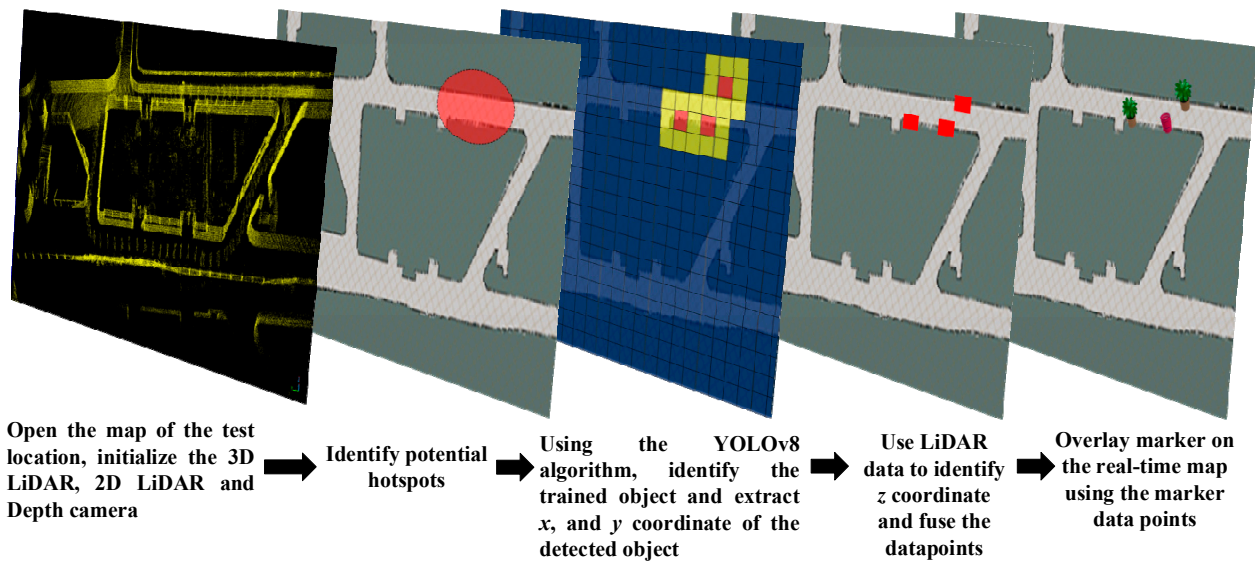 Open the map of the test
location, initialize the 3D
LiDAR, 2D LiDAR and
Depth camera
Identify potential
hotspots
Using the YOLOv8
algorithm, identify the
trained object and extract
x, and y coordinate of the
detected object
Use LiDAR
data to identify
z coordinate
and fuse the
datapoints
Overlay marker on
the real-time map
using the marker
data points